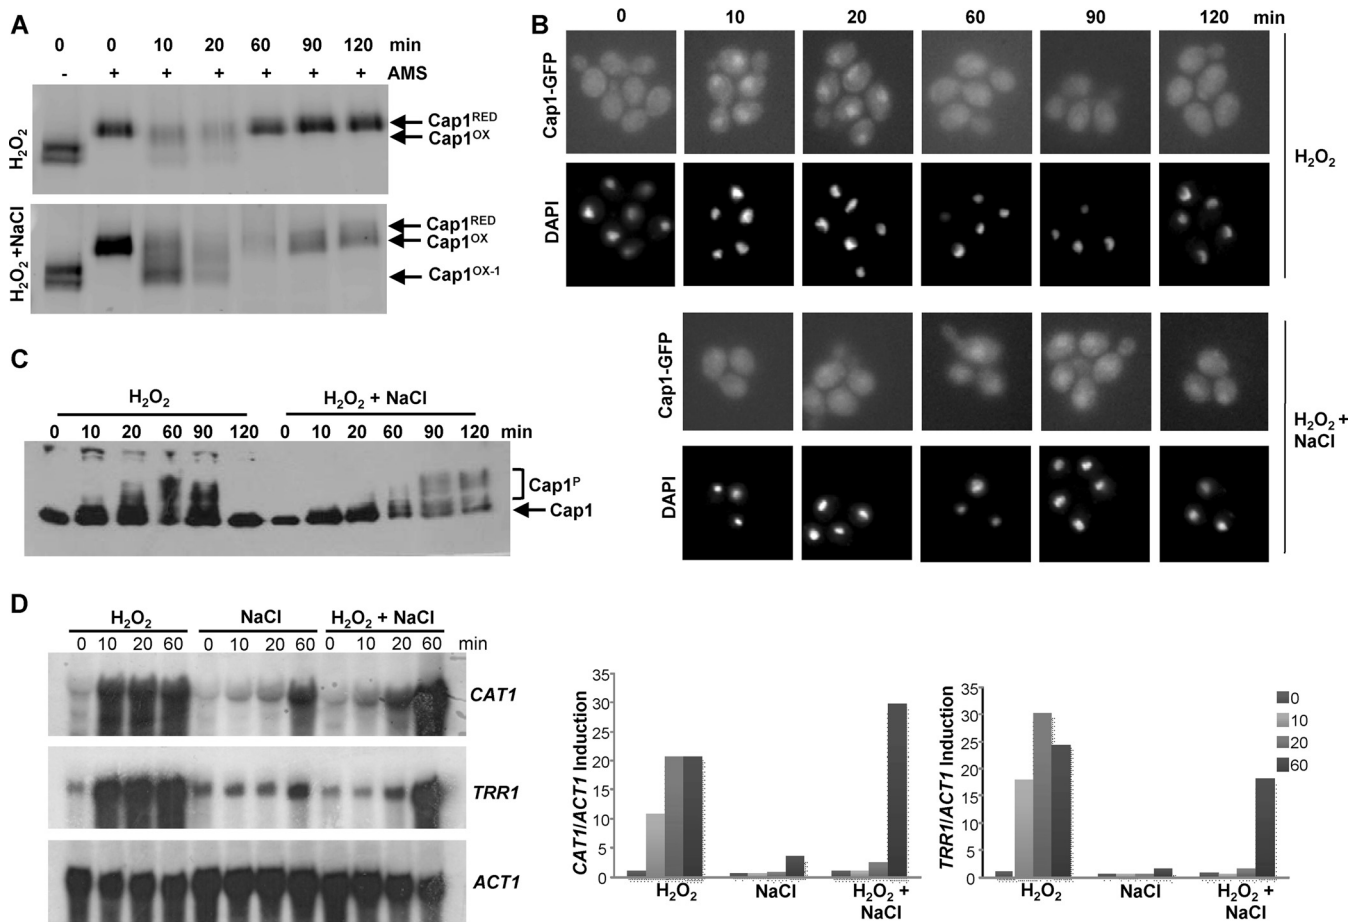 A
0 0 10 20 60 90 120 min
- + + + + + + AMS
H₂O₂
Cap1ᴿᴱᴰ
Cap1ᴼˣ
H₂O₂ +NaCl
Cap1ᴿᴱᴰ
Cap1ᴼˣ
Cap1ᴼˣ⁻¹
B
0 10 20 60 90 120 min
Cap1-GFP
DAPI
H₂O₂
Cap1-GFP
DAPI
H₂O₂ +
NaCl
C
H₂O₂ H₂O₂ + NaCl
0 10 20 60 90 120 0 10 20 60 90 120 min
Cap1ᴾ
Cap1
D
H₂O₂ NaCl H₂O₂ + NaCl
0 10 20 60 0 10 20 60 0 10 20 60 min
CAT1
TRR1
ACT1
CAT1/ACT1 Induction
35
30
25
20
15
10
5
0
H₂O₂ NaCl H₂O₂ +
NaCl
TRR1/ACT1 Induction
35
30
25
20
15
10
5
0
H₂O₂ NaCl H₂O₂ +
NaCl
0
10
20
60